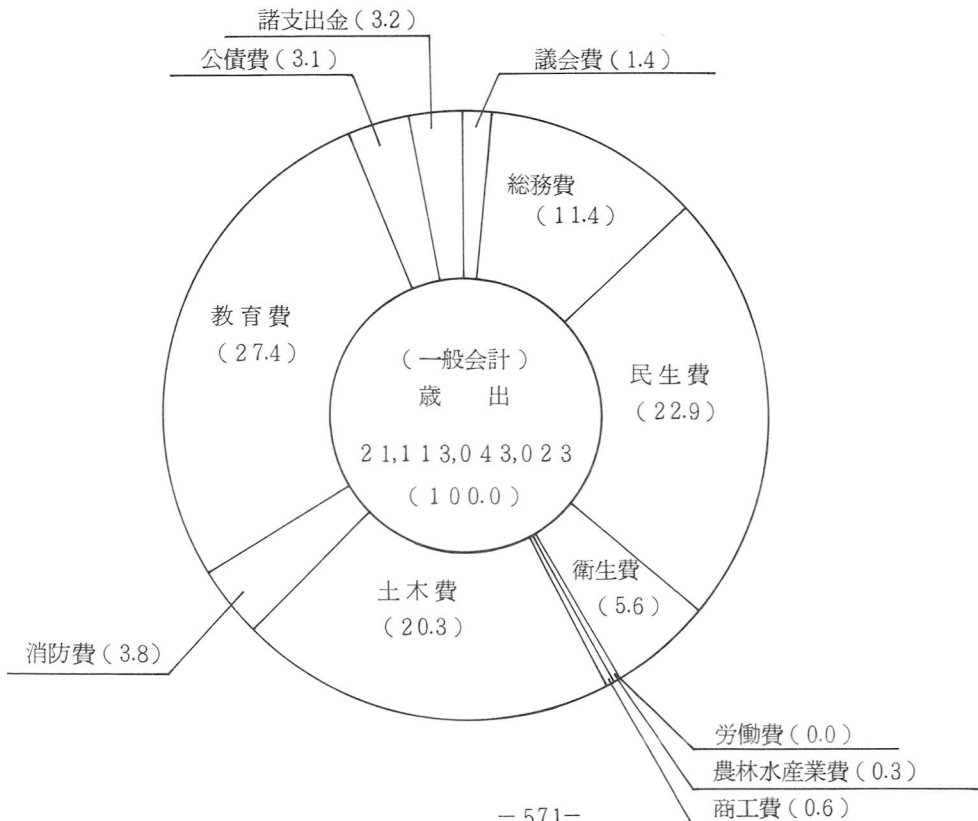 諸支出金(3.2)
公債費(3.1)
議会費(1.4)
総務費
(11.4)
教育費
(27.4)
民生費
(22.9)
(一般会計)
歳 出
21,113,043,023
(100.0)
衛生費
(5.6)
土木費
(20.3)
消防費(3.8)
労働費(0.0)
農林水産業費(0.3)
商工費(0.6)
-571-